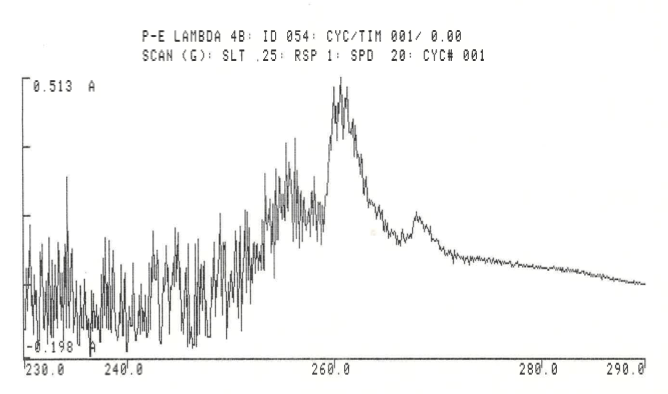 P-E LAMBDA 4B: ID 054: CYC/TIM 001/ 0.00
SCAN (G): SLT .25: RSP 1: SPD 20: CYC# 001
0.513 A
-0.198 A
230.0 240.0 260.0 280.0 290.0